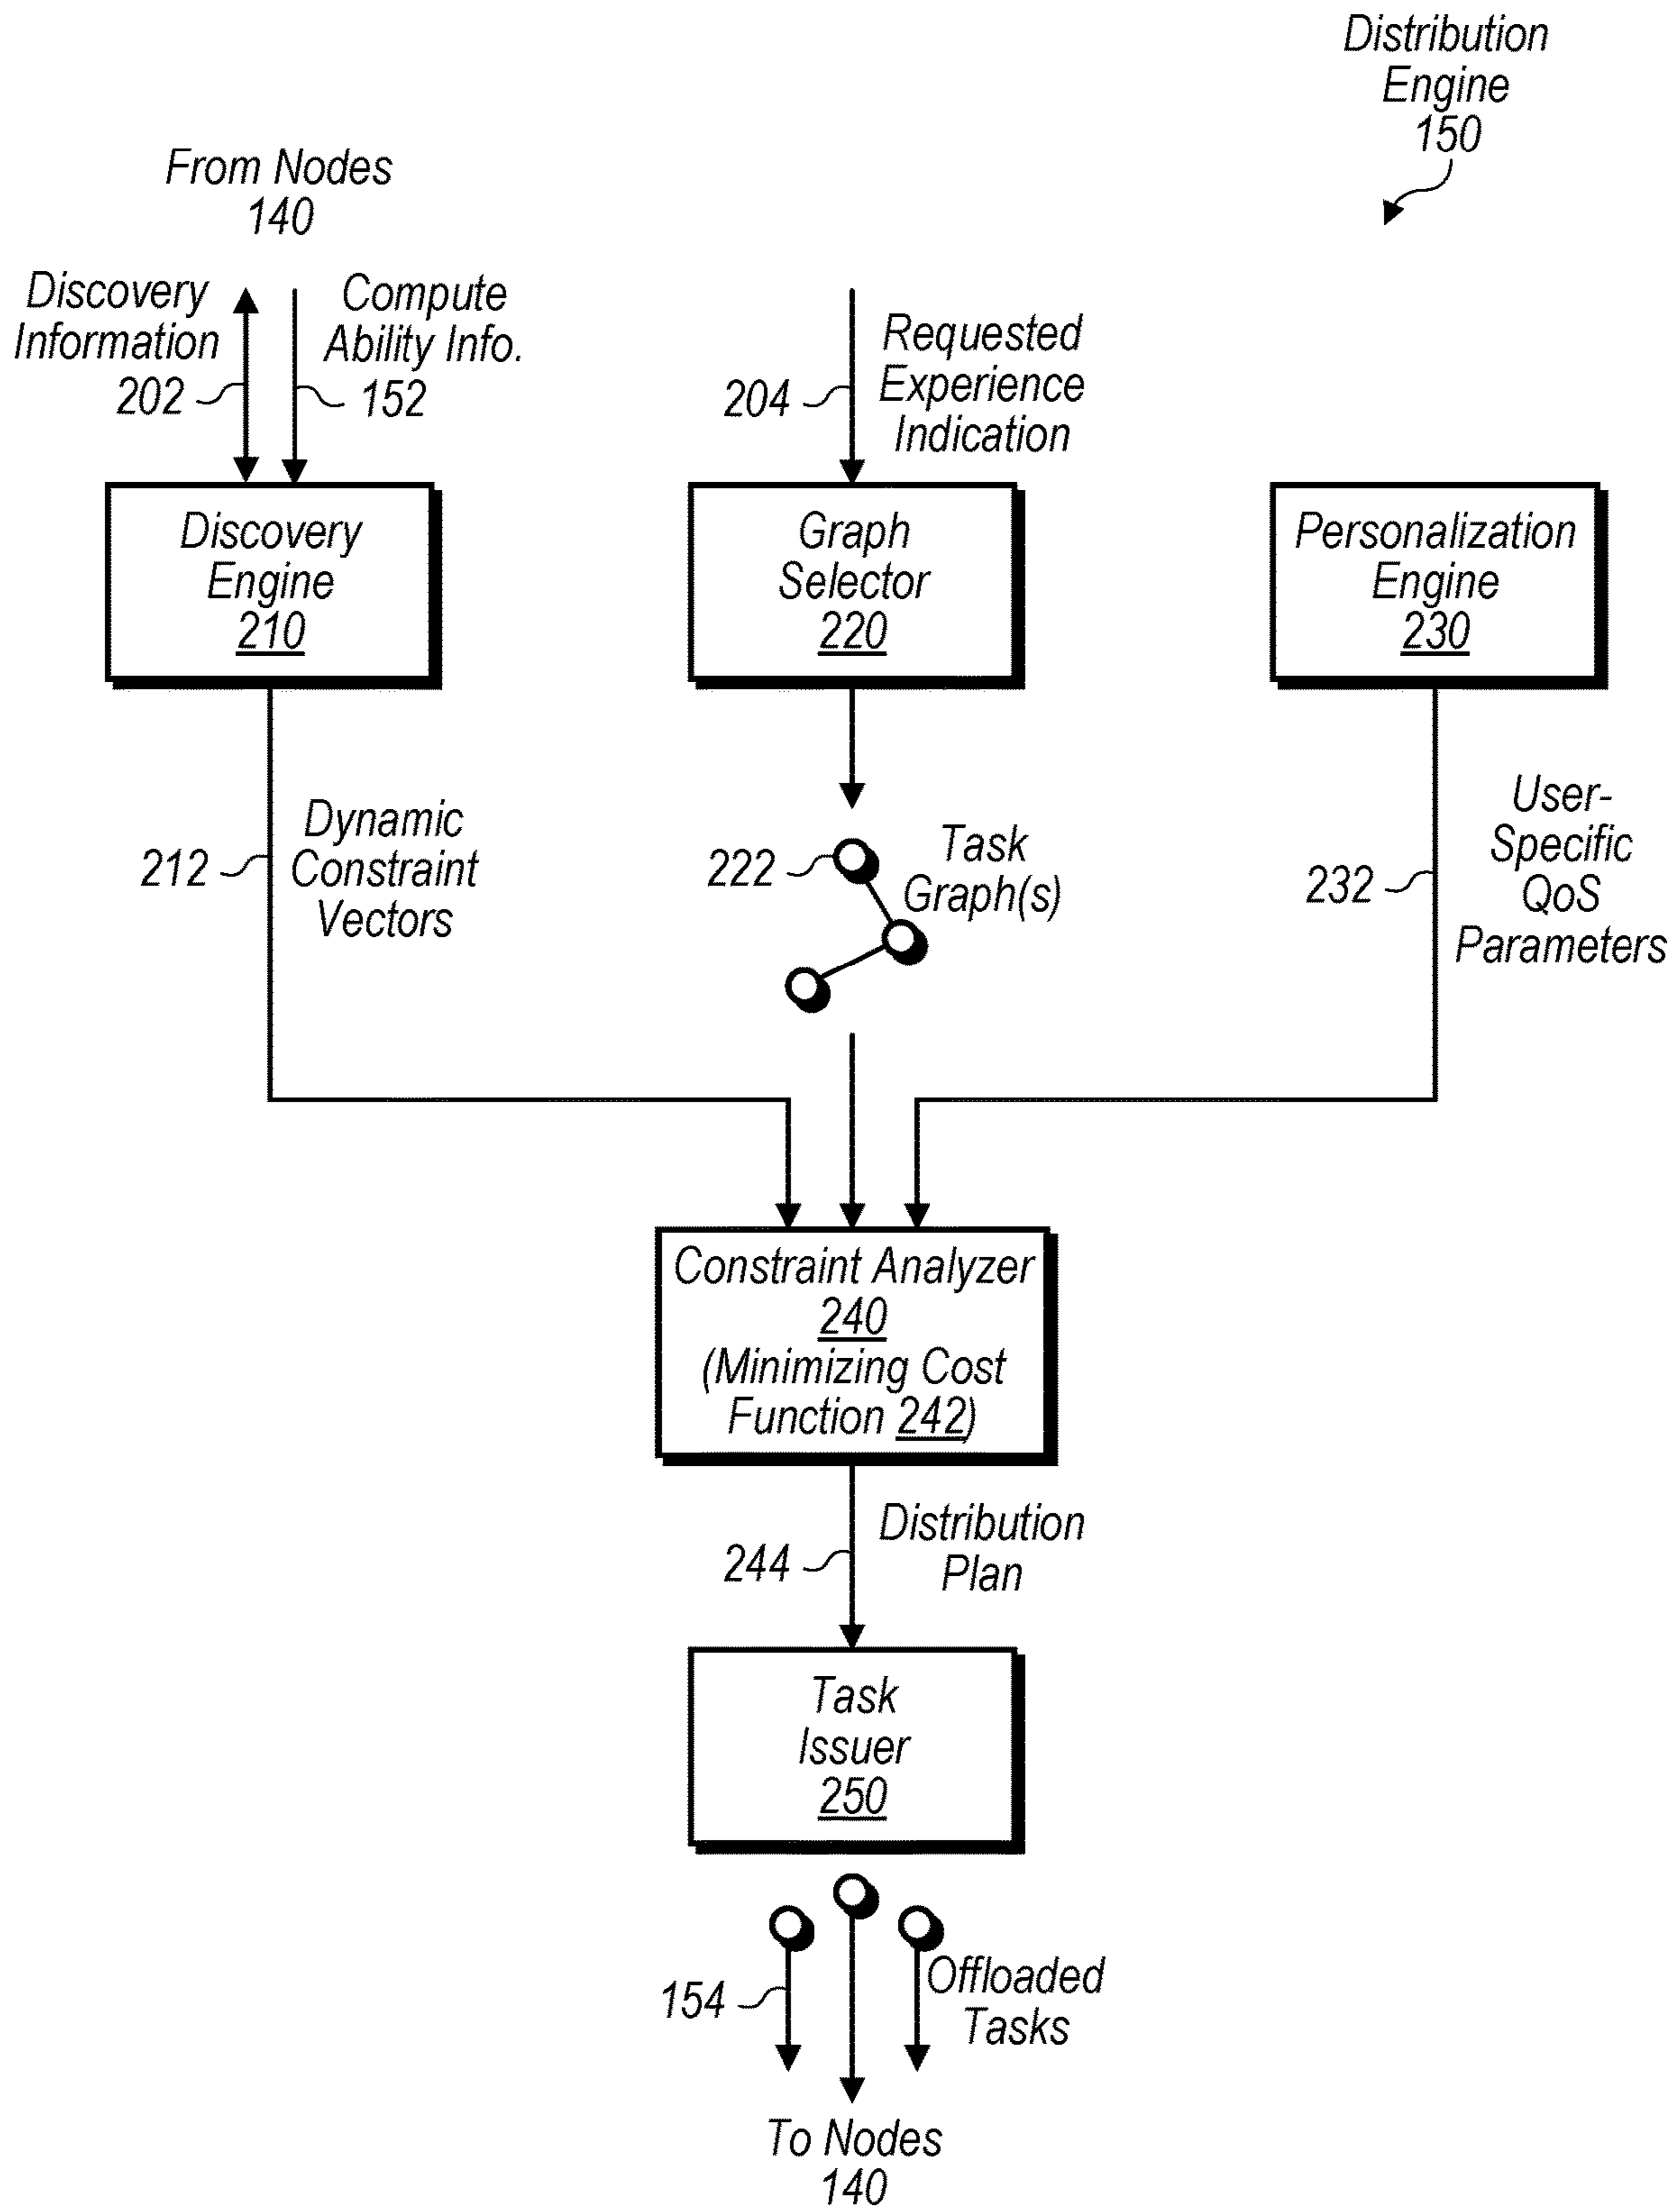 Distribution
Engine
150
From Nodes
140
Discovery
Information
202
Compute
Ability Info.
152
204
Requested
Experience
Indication
Discovery
Engine
210
Graph
Selector
220
Personalization
Engine
230
212
Dynamic
Constraint
Vectors
222
Task
Graph(s)
232
User-
Specific
QoS
Parameters
Constraint Analyzer
240
(Minimizing Cost
Function 242)
244
Distribution
Plan
Task
Issuer
250
154
Offloaded
Tasks
To Nodes
140